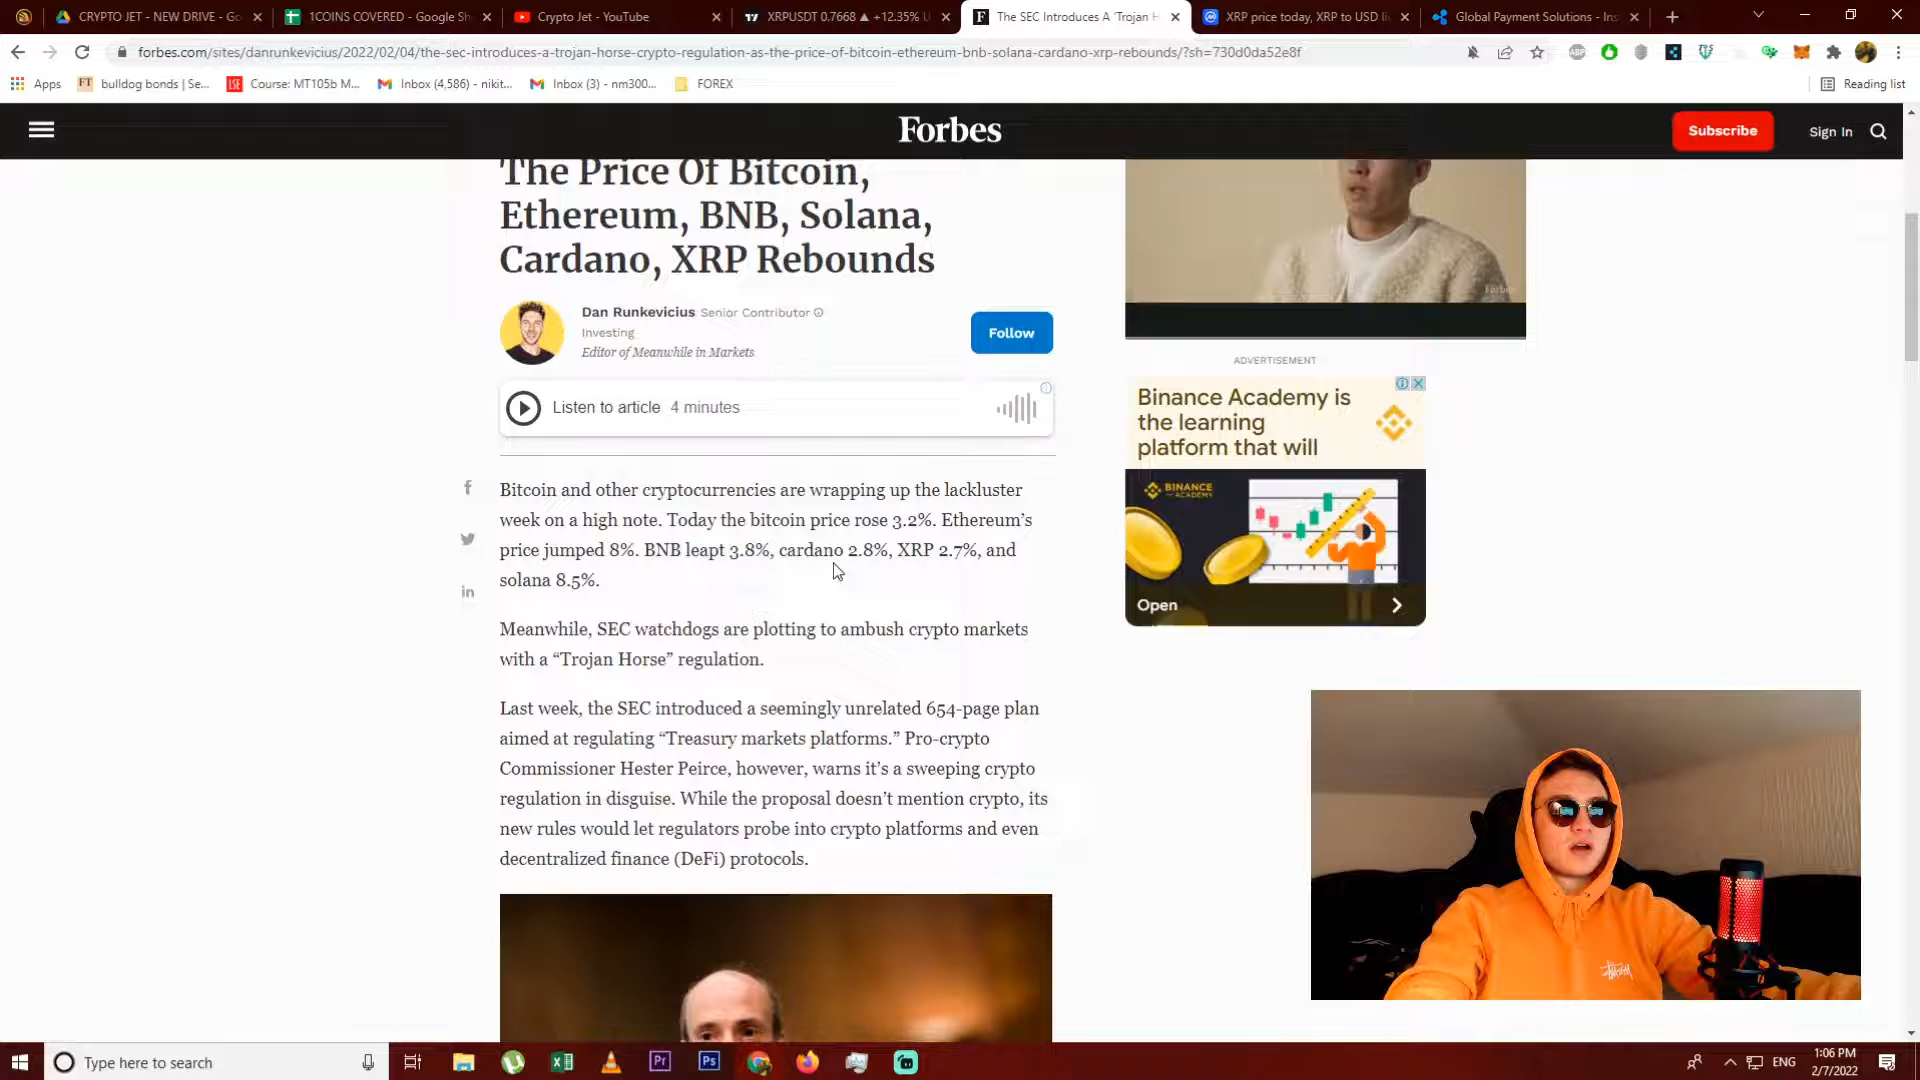 CRYPTO JET - NEW DRIVE - Go
1COINS COVERED - Google Sh
Crypto Jet - YouTube
XRPUSDT 0.7668 ▲ +12.35% U
The SEC Introduces A 'Trojan H
XRP price today, XRP to USD li
Global Payment Solutions - Ins
forbes.com/sites/danrunkevicius/2022/02/04/the-sec-introduces-a-trojan-horse-crypto-regulation-as-the-price-of-bitcoin-ethereum-bnb-solana-cardano-xrp-rebounds/?sh=730d0da52e8f
Apps
FT bulldog bonds | Se...
LSE Course: MT105b M...
Inbox (4,586) - nikit...
Inbox (3) - nm300...
FOREX
Reading list
Forbes
Subscribe
Sign In
The Price Of Bitcoin,
Ethereum, BNB, Solana,
Cardano, XRP Rebounds
Dan Runkevicius Senior Contributor
Investing
Editor of Meanwhile in Markets
Follow
Listen to article 4 minutes
Bitcoin and other cryptocurrencies are wrapping up the lackluster
week on a high note. Today the bitcoin price rose 3.2%. Ethereum’s
price jumped 8%. BNB leapt 3.8%, cardano 2.8%, XRP 2.7%, and
solana 8.5%.
Meanwhile, SEC watchdogs are plotting to ambush crypto markets
with a “Trojan Horse” regulation.
Last week, the SEC introduced a seemingly unrelated 654-page plan
aimed at regulating “Treasury markets platforms.” Pro-crypto
Commissioner Hester Peirce, however, warns it’s a sweeping crypto
regulation in disguise. While the proposal doesn’t mention crypto, its
new rules would let regulators probe into crypto platforms and even
decentralized finance (DeFi) protocols.
Forbes
ADVERTISEMENT
Binance Academy is
the learning
platform that will
BINANCE
ACADEMY
Open
Type here to search
Pr
Ps
ENG
1:06 PM
2/7/2022